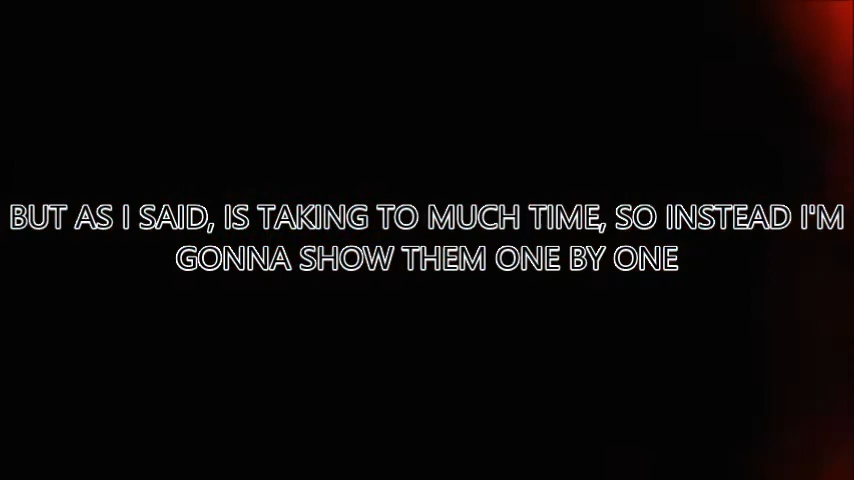 BUT AS I SAID, IS TAKING TO MUCH TIME, SO INSTEAD I'M
GONNA SHOW THEM ONE BY ONE